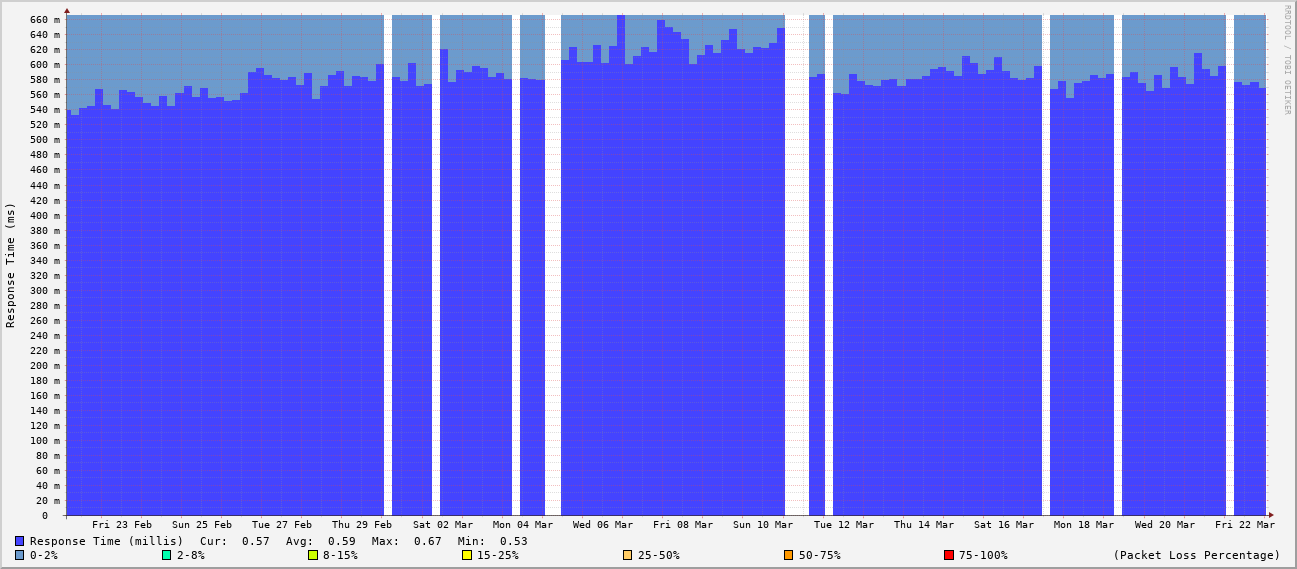 RRDTOOL / TOBI OETIKER
Response Time (ms)
660 m
640 m
620 m
600 m
580 m
560 m
540 m
520 m
500 m
480 m
460 m
440 m
420 m
400 m
380 m
360 m
340 m
320 m
300 m
280 m
260 m
240 m
220 m
200 m
180 m
160 m
140 m
120 m
100 m
80 m
60 m
40 m
20 m
0
Fri 23 Feb Sun 25 Feb Tue 27 Feb Thu 29 Feb Sat 02 Mar Mon 04 Mar Wed 06 Mar Fri 08 Mar Sun 10 Mar Tue 12 Mar Thu 14 Mar Sat 16 Mar Mon 18 Mar Wed 20 Mar Fri 22 Mar
Response Time (millis) Cur: 0.57 Avg: 0.59 Max: 0.67 Min: 0.53
0-2% 2-8% 8-15% 15-25% 25-50% 50-75% 75-100% (Packet Loss Percentage)